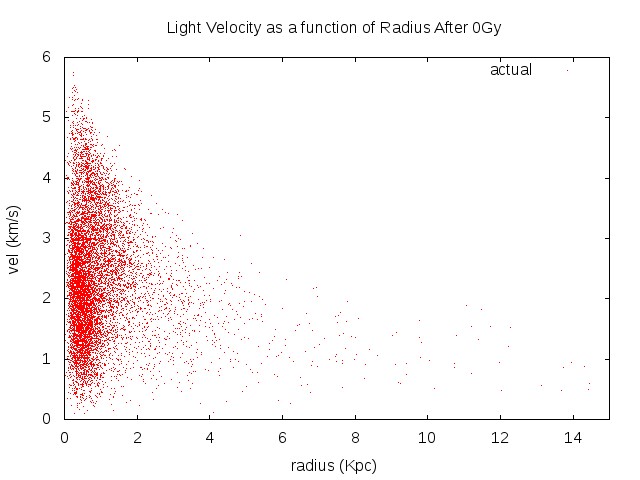 Light Velocity as a function of Radius After 0Gy
actual
6
5
4
3
2
1
0
vel (km/s)
0 2 4 6 8 10 12 14
radius (Kpc)